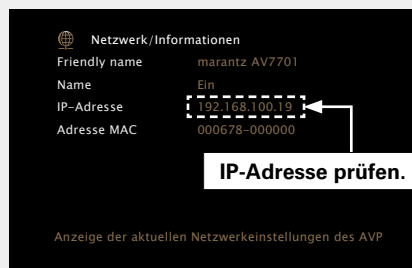 Netzwerk/Informationen
Friendly name marantz AV7701
Name Ein
IP-Adresse 192.168.100.19
Adresse MAC 000678-000000
IP-Adresse prüfen.
Anzeige der aktuellen Netzwerkeinstellungen des AVP